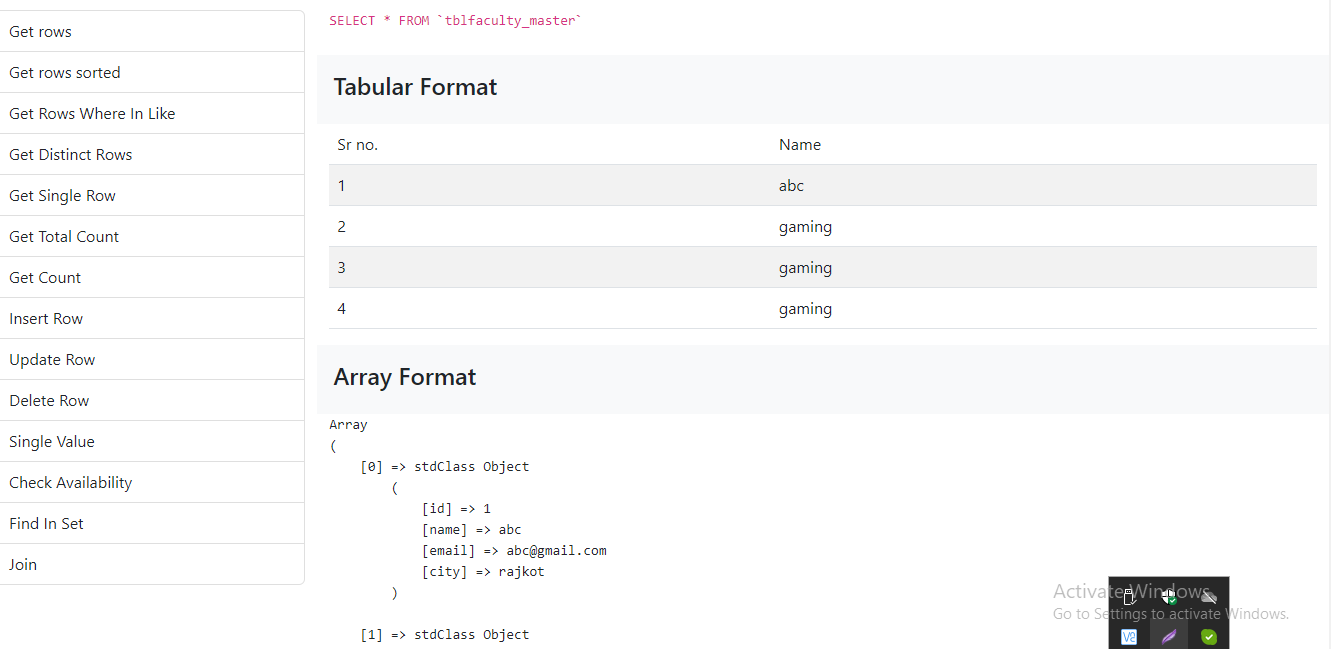 Get rows
Get rows sorted
Get Rows Where In Like
Get Distinct Rows
Get Single Row
Get Total Count
Get Count
Insert Row
Update Row
Delete Row
Single Value
Check Availability
Find In Set
Join
SELECT * FROM `tblfaculty_master`
Tabular Format
Sr no. Name
1 abc
2 gaming
3 gaming
4 gaming
Array Format
Array
(
    [0] => stdClass Object
        (
            [id] => 1
            [name] => abc
            [email] => abc@gmail.com
            [city] => rajkot
        )
    [1] => stdClass Object
Activate Windows
Go to Settings to activate Windows.